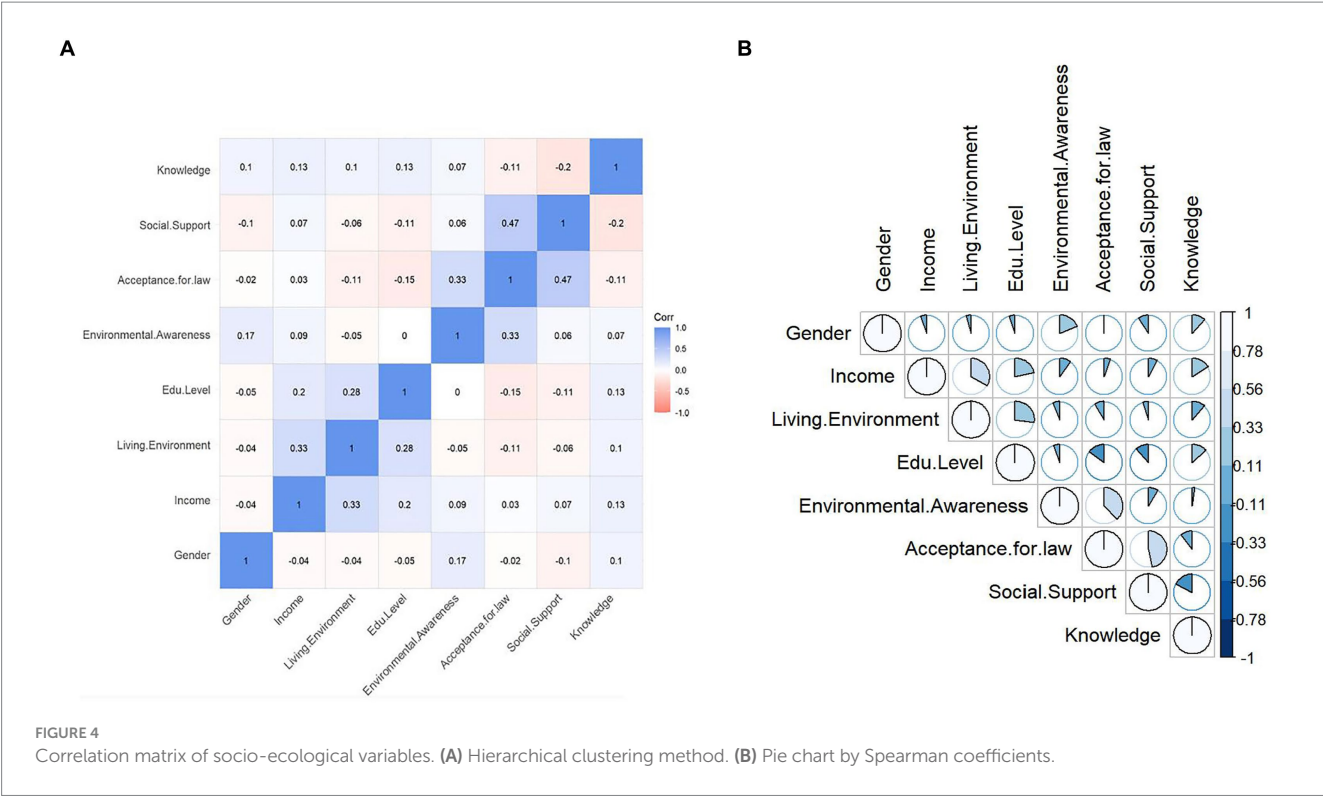 A
B
Knowledge
0.1 0.13 0.1 0.13 0.07 -0.11 -0.2 1
Social.Support
-0.1 0.07 -0.06 -0.11 0.06 0.47 1 -0.2
Acceptance.for.law
-0.02 0.03 -0.11 -0.15 0.33 1 0.47 -0.11
Environmental.Awareness
0.17 0.09 -0.05 0 1 0.33 0.06 0.07
Edu.Level
-0.05 0.2 0.28 1 0 -0.15 -0.11 0.13
Living.Environment
-0.04 0.33 1 0.28 -0.05 -0.11 -0.06 0.1
Income
-0.04 1 0.33 0.2 0.09 0.03 0.07 0.13
Gender
1 -0.04 -0.04 -0.05 0.17 -0.02 -0.1 0.1
Gender
Income
Living.Environment
Edu.Level
Environmental.Awareness
Acceptance.for.law
Social.Support
Knowledge
Corr
1.0
0.5
0.0
-0.5
-1.0
Gender
Income
Living.Environment
Edu.Level
Environmental.Awareness
Acceptance.for.law
Social.Support
Knowledge
Gender
Income
Living.Environment
Edu.Level
Environmental.Awareness
Acceptance.for.law
Social.Support
Knowledge
1
0.78
0.56
0.33
0.11
-0.11
-0.33
-0.56
-0.78
-1
FIGURE 4
Correlation matrix of socio-ecological variables. (A) Hierarchical clustering method. (B) Pie chart by Spearman coefficients.